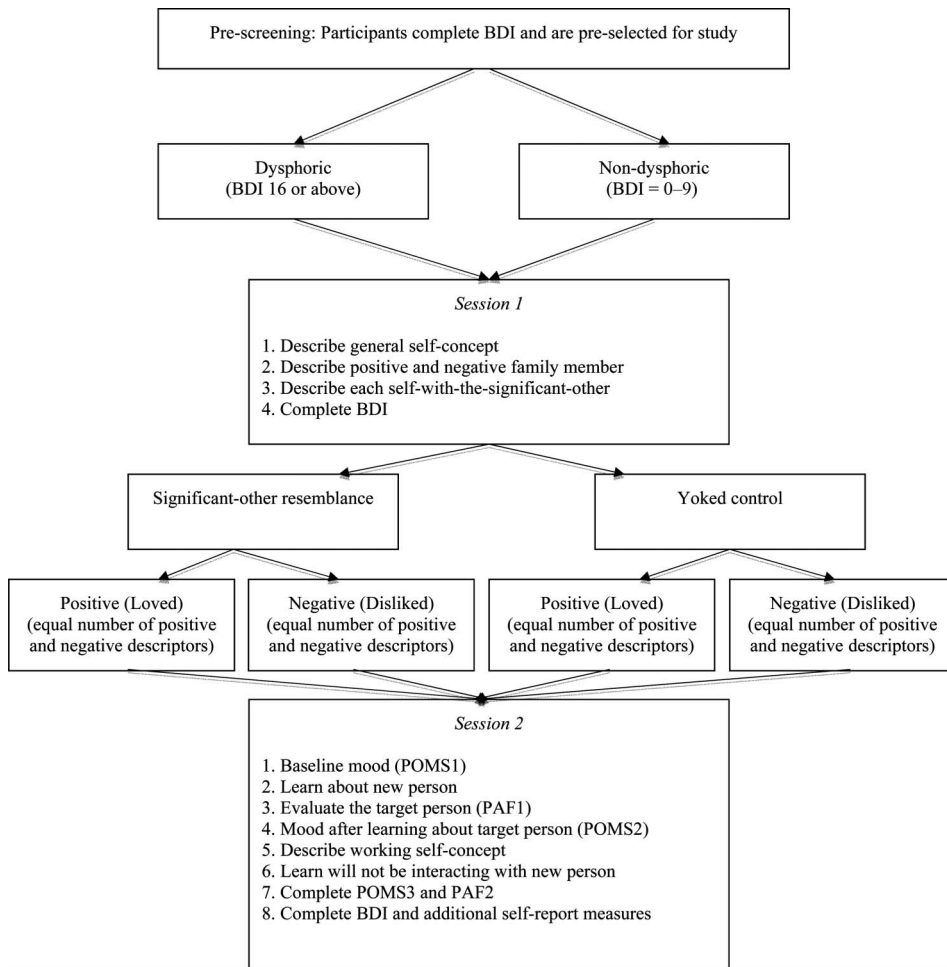 Pre-screening: Participants complete BDI and are pre-selected for study
Dysphoric
(BDI 16 or above)
Non-dysphoric
(BDI = 0–9)
Session 1
1. Describe general self-concept
2. Describe positive and negative family member
3. Describe each self-with-the-significant-other
4. Complete BDI
Significant-other resemblance
Yoked control
Positive (Loved)
(equal number of positive
and negative descriptors)
Negative (Disliked)
(equal number of positive
and negative descriptors)
Positive (Loved)
(equal number of positive
and negative descriptors)
Negative (Disliked)
(equal number of positive
and negative descriptors)
Session 2
1. Baseline mood (POMS1)
2. Learn about new person
3. Evaluate the target person (PAF1)
4. Mood after learning about target person (POMS2)
5. Describe working self-concept
6. Learn will not be interacting with new person
7. Complete POMS3 and PAF2
8. Complete BDI and additional self-report measures